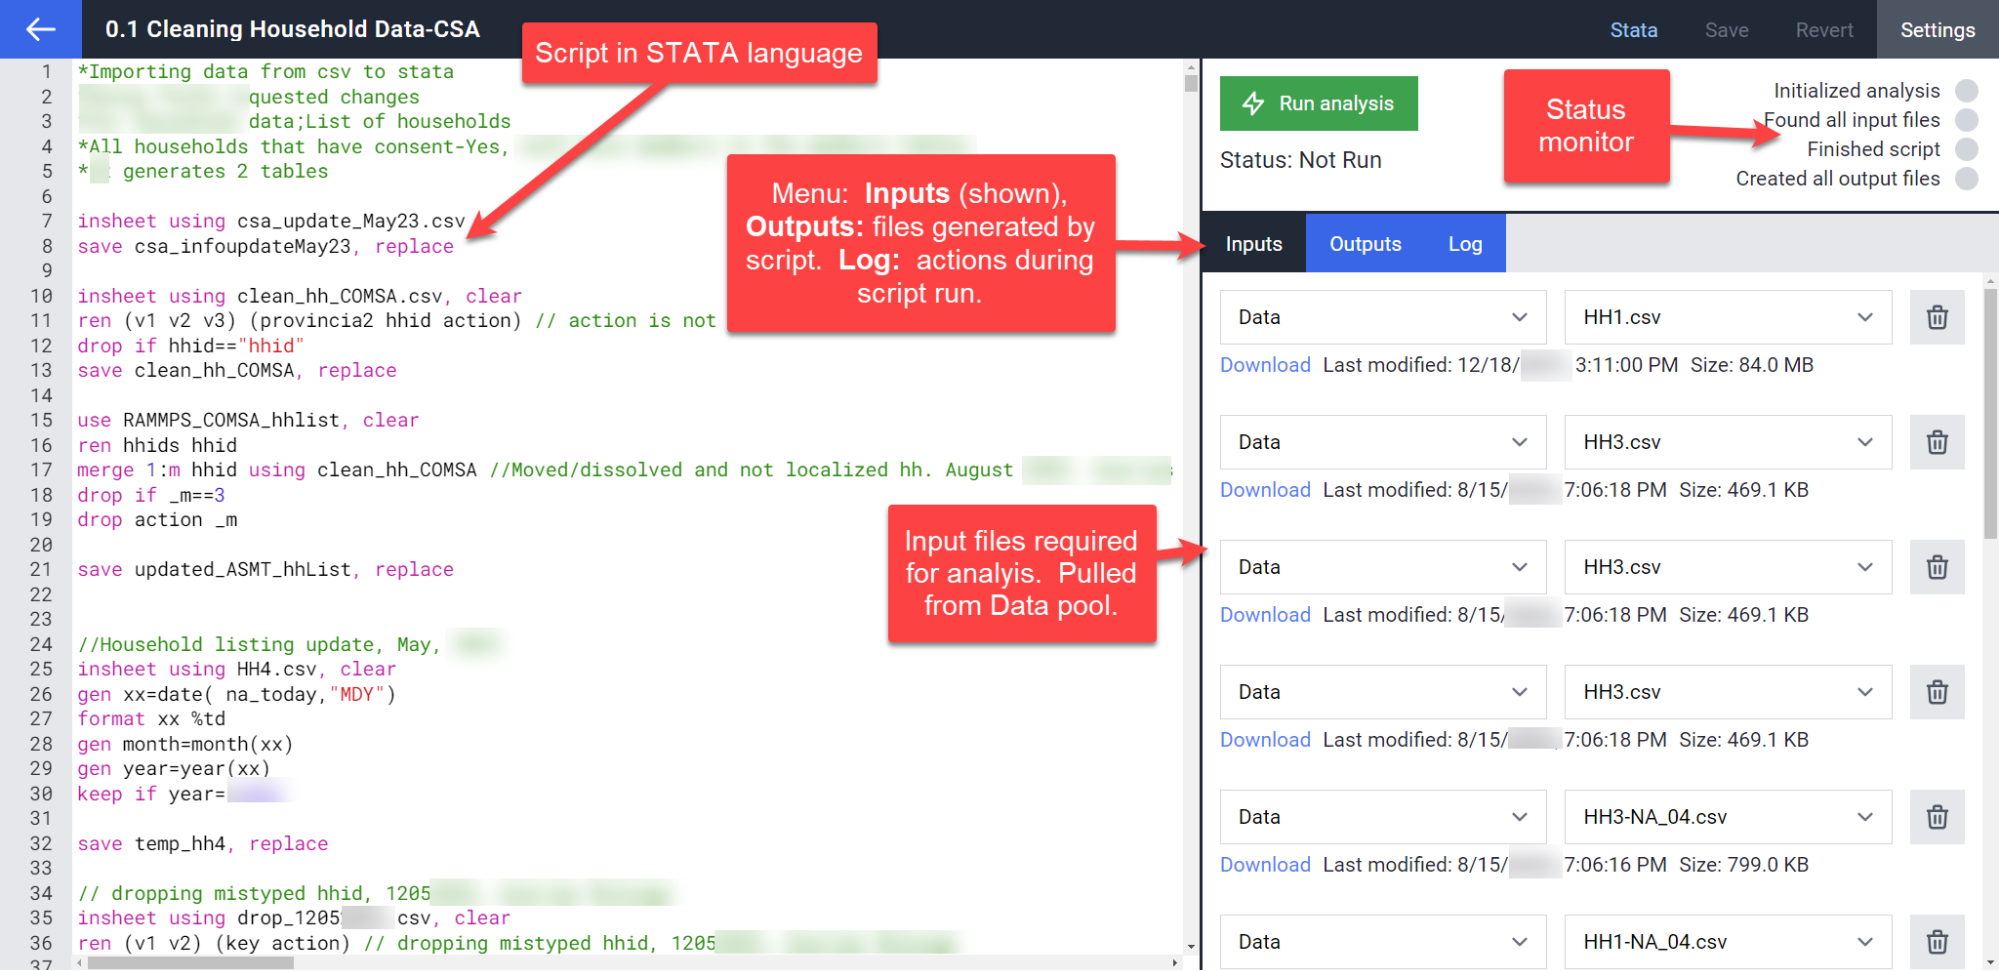 0.1 Cleaning Household Data-CSA
Stata
Save
Revert
Settings
Script in STATA language
1 *Importing data from csv to stata
2 quested changes
3 data;List of households
4 *All households that have consent-Yes,
5 * generates 2 tables
6
7 insheet using csa_update_May23.csv
8 save csa_infoupdateMay23, replace
9
10 insheet using clean_hh_COMSA.csv, clear
11 ren (v1 v2 v3) (provincia2 hhid action) // action is not
12 drop if hhid=="hhid"
13 save clean_hh_COMSA, replace
14
15 use RAMMPS_COMSA_hhlist, clear
16 ren hhids hhid
17 merge 1:m hhid using clean_hh_COMSA //Moved/dissolved and not localized hh. August
18 drop if _m==3
19 drop action _m
20
21 save updated_ASMT_hhList, replace
22
23
24 //Household listing update, May,
25 insheet using HH4.csv, clear
26 gen xx=date( na_today,"MDY")
27 format xx %td
28 gen month=month(xx)
29 gen year=year(xx)
30 keep if year=
31
32 save temp_hh4, replace
33
34 // dropping mistyped hhid, 1205
35 insheet using drop_1205 csv, clear
36 ren (v1 v2) (key action) // dropping mistyped hhid, 1205
37
Menu: Inputs (shown),
Outputs: files generated by
script. Log: actions during
script run.
Input files required
for analyis. Pulled
from Data pool.
Run analysis
Status: Not Run
Status
monitor
Initialized analysis
Found all input files
Finished script
Created all output files
Inputs
Outputs
Log
Data HH1.csv
Download Last modified: 12/18/ 3:11:00 PM Size: 84.0 MB
Data HH3.csv
Download Last modified: 8/15/ 7:06:18 PM Size: 469.1 KB
Data HH3.csv
Download Last modified: 8/15/ 7:06:18 PM Size: 469.1 KB
Data HH3.csv
Download Last modified: 8/15/ 7:06:18 PM Size: 469.1 KB
Data HH3-NA_04.csv
Download Last modified: 8/15/ 7:06:16 PM Size: 799.0 KB
Data HH1-NA_04.csv